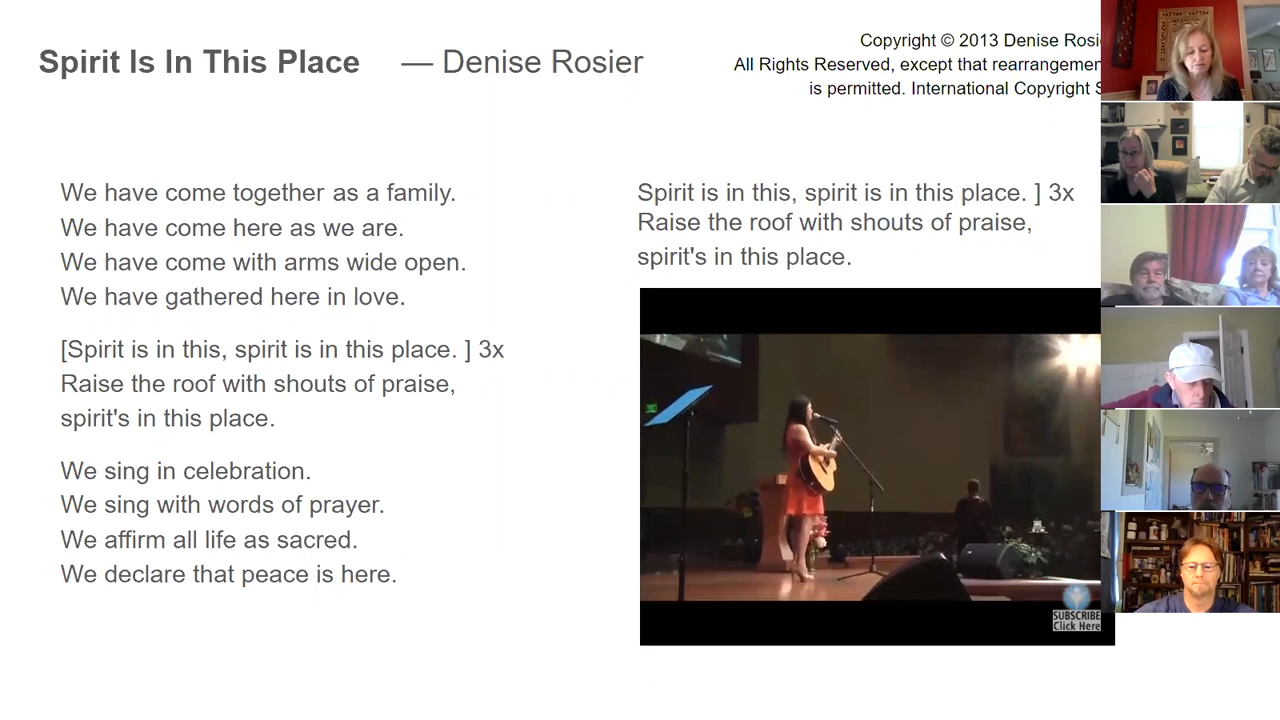 Spirit Is In This Place — Denise Rosier
Copyright © 2013 Denise Rosi
All Rights Reserved, except that rearrangemen
is permitted. International Copyright S
We have come together as a family.
We have come here as we are.
We have come with arms wide open.
We have gathered here in love.
[Spirit is in this, spirit is in this place. ] 3x
Raise the roof with shouts of praise,
spirit's in this place.
We sing in celebration.
We sing with words of prayer.
We affirm all life as sacred.
We declare that peace is here.
Spirit is in this, spirit is in this place. ] 3x
Raise the roof with shouts of praise,
spirit's in this place.
SUBSCRIBE
Click Here